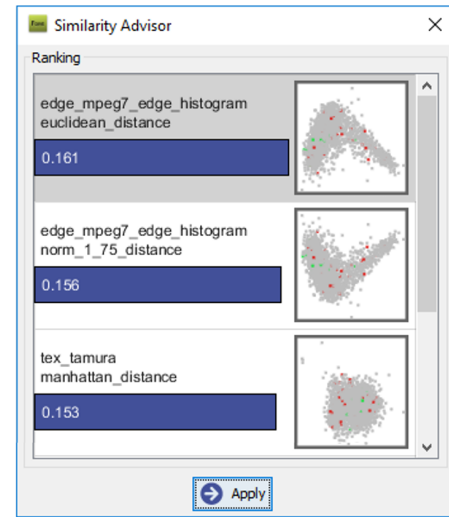 Similarity Advisor
Ranking
edge_mpeg7_edge_histogram
euclidean_distance
0.161
edge_mpeg7_edge_histogram
norm_1_75_distance
0.156
tex_tamura
manhattan_distance
0.153
Apply